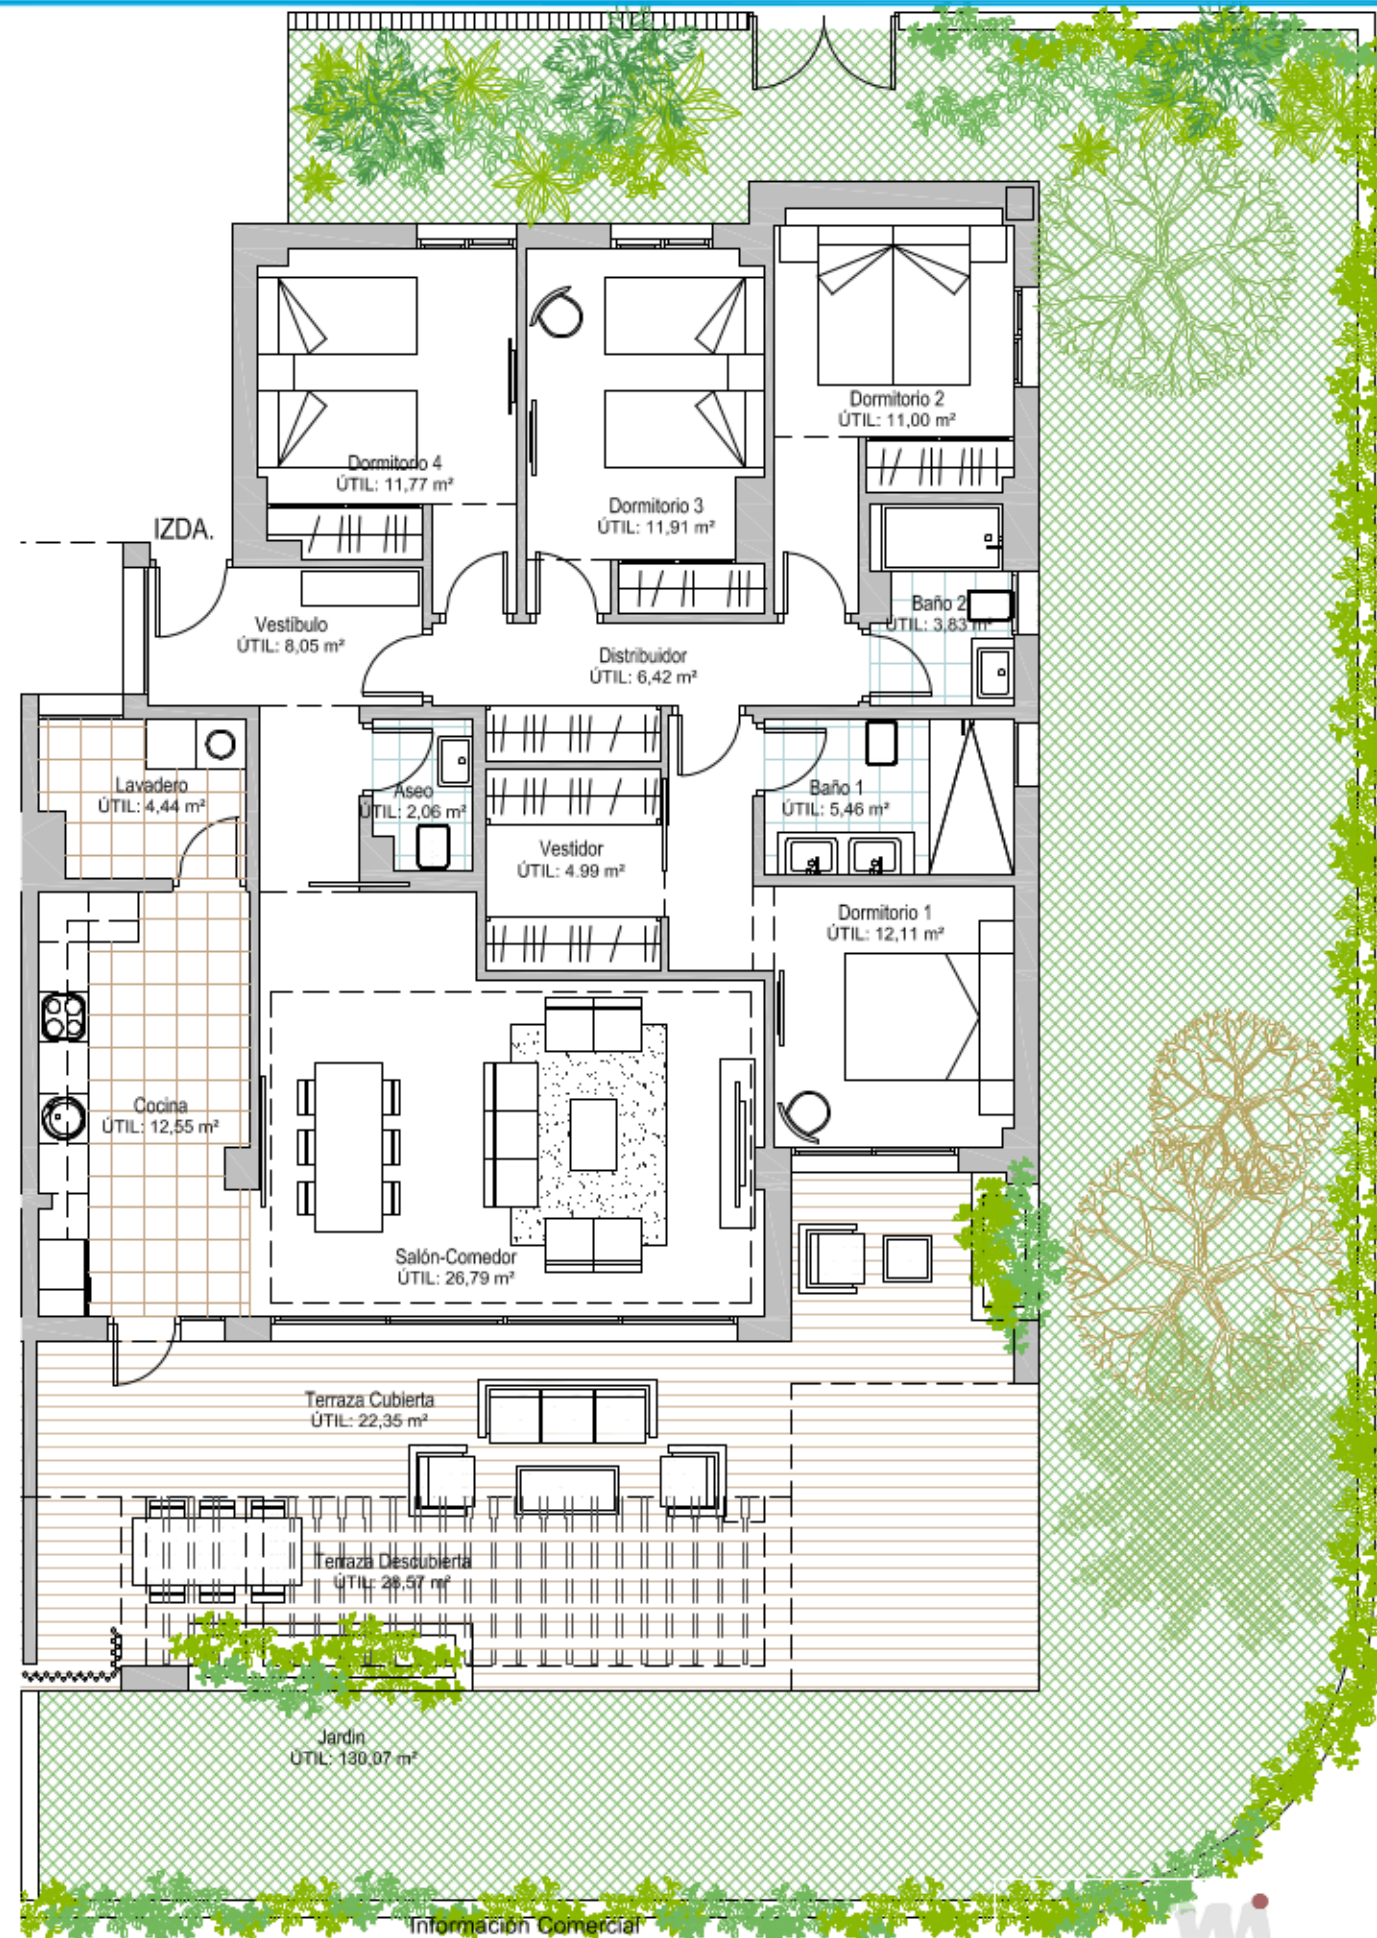 Dormitorio 2
ÚTIL: 11,00 m²
Dormitorio 4
ÚTIL: 11,77 m²
Dormitorio 3
ÚTIL: 11,91 m²
IZDA.
Baño 2
ÚTIL: 3,83 m²
Vestíbulo
ÚTIL: 8,05 m²
Distribuidor
ÚTIL: 6,42 m²
Lavadero
ÚTIL: 4,44 m²
Aseo
ÚTIL: 2,06 m²
Baño 1
ÚTIL: 5,46 m²
Vestidor
ÚTIL: 4.99 m²
Dormitorio 1
ÚTIL: 12,11 m²
Cocina
ÚTIL: 12,55 m²
Salón-Comedor
ÚTIL: 26,79 m²
Terraza Cubierta
ÚTIL: 22,35 m²
Terraza Descubierta
ÚTIL: 28,57 m²
Jardin
ÚTIL: 130,07 m²
Información Comercial